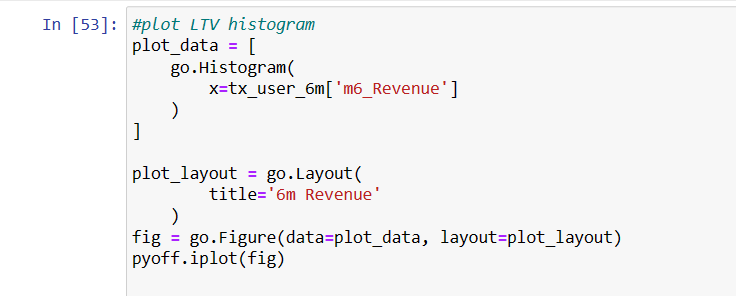 In [53]: #plot LTV histogram
plot_data = [
    go.Histogram(
        x=tx_user_6m['m6_Revenue']
    )
]

plot_layout = go.Layout(
        title='6m Revenue'
    )
fig = go.Figure(data=plot_data, layout=plot_layout)
pyoff.iplot(fig)